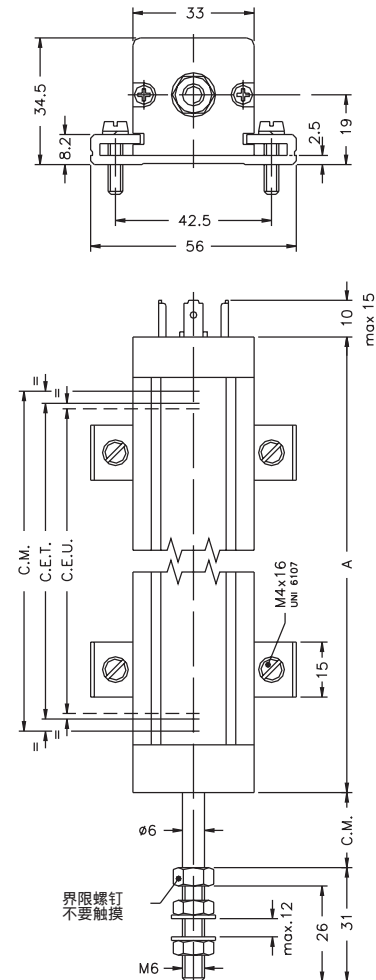 33
34.5
8.2
2.5
19
42.5
56
10
max 15
=
=
C.M.
C.E.T.
C.E.U.
A
M4x16
UNI 6107
15
=
=
ø6
C.M.
界限螺钉
不要触摸
max.12
26
31
M6